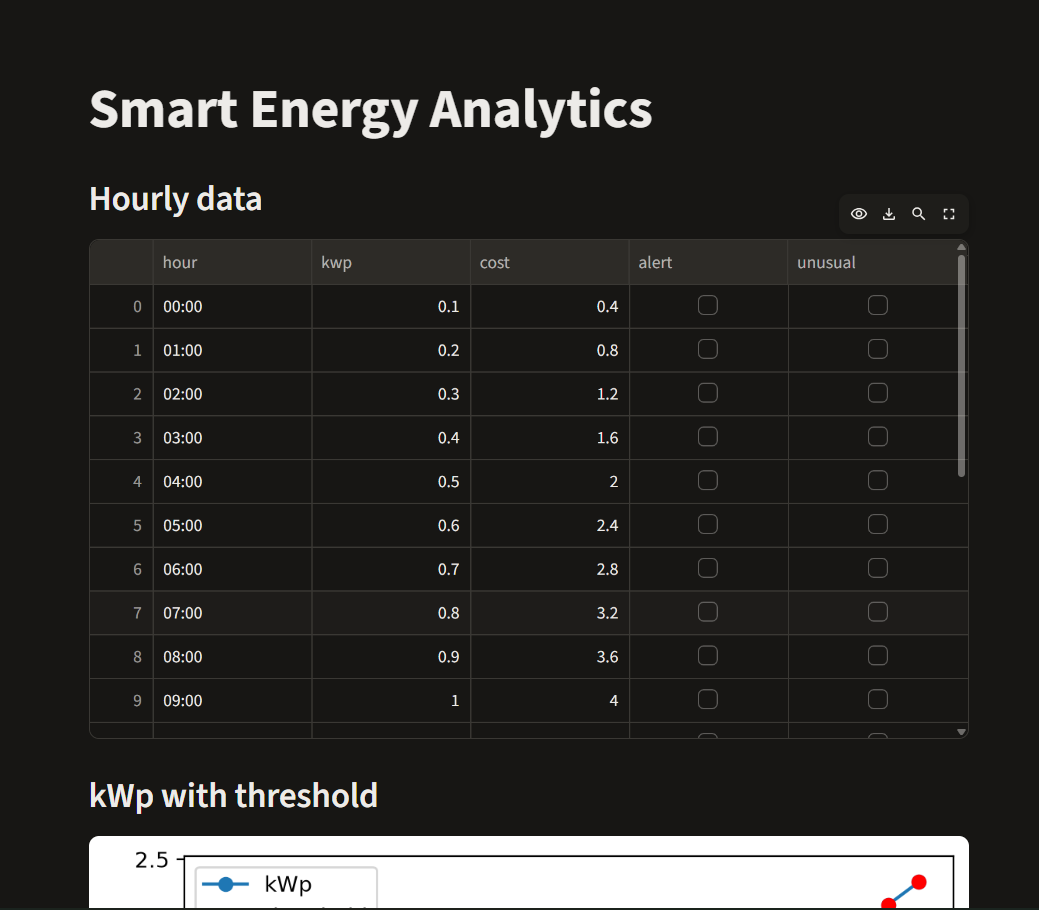 Smart Energy Analytics
Hourly data
hour kwp cost alert unusual
0 00:00 0.1 0.4
1 01:00 0.2 0.8
2 02:00 0.3 1.2
3 03:00 0.4 1.6
4 04:00 0.5 2
5 05:00 0.6 2.4
6 06:00 0.7 2.8
7 07:00 0.8 3.2
8 08:00 0.9 3.6
9 09:00 1 4
kWp with threshold
2.5
kWp